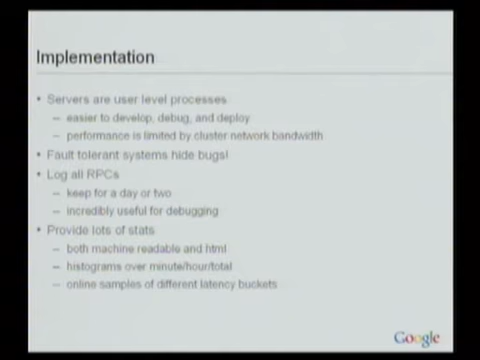 Implementation
• Servers are user level processes
– easier to develop, debug, and deploy
– performance is limited by cluster network bandwidth
• Fault tolerant systems hide bugs!
• Log all RPCs
– keep for a day or two
– incredibly useful for debugging
• Provide lots of stats
– both machine readable and html
– histograms over minute/hour/total
– online samples of different latency buckets
Google